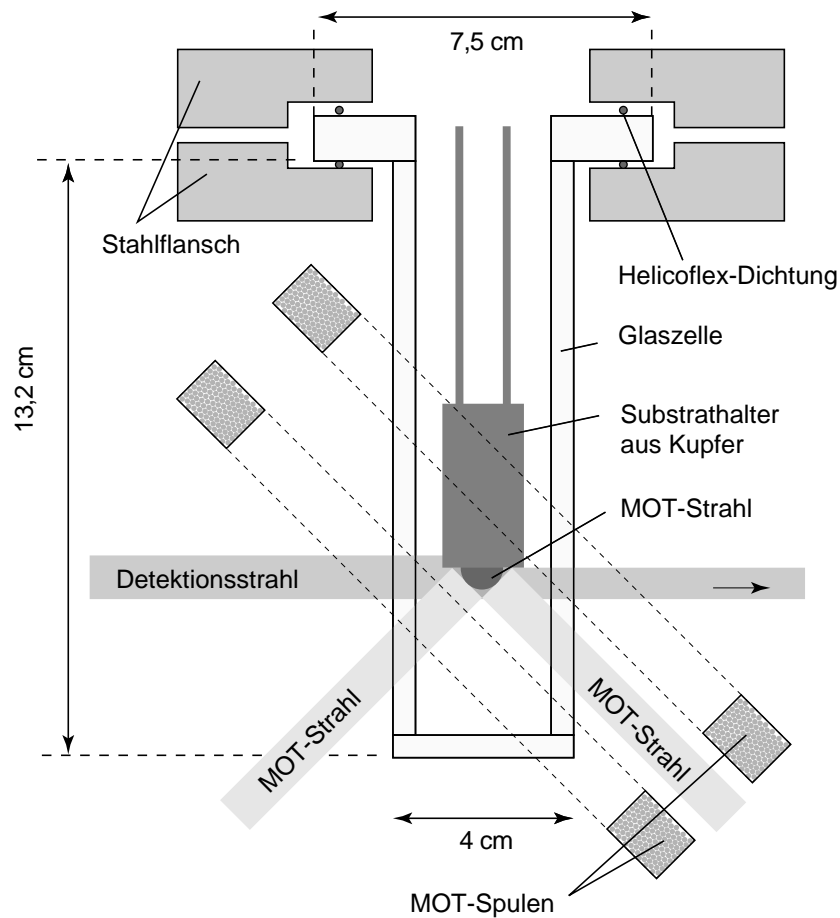 7,5 cm
Stahlflansch
Helicoflex-Dichtung
Glaszelle
13,2 cm
Substrathalter
aus Kupfer
MOT-Strahl
Detektionsstrahl
MOT-Strahl
MOT-Strahl
4 cm
MOT-Spulen